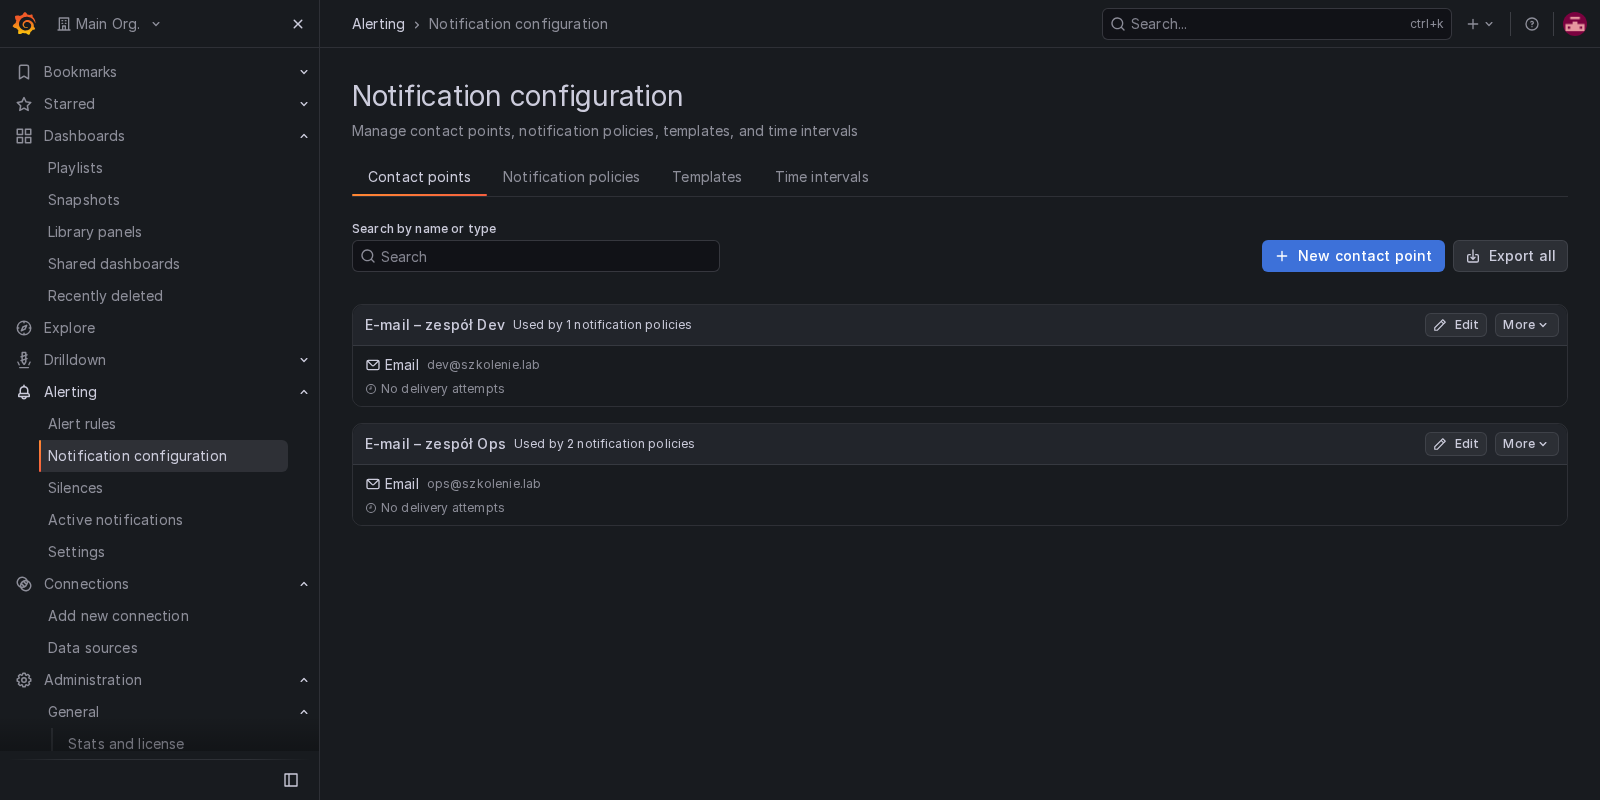 Main Org.
Alerting > Notification configuration
Search... ctrl+k
Bookmarks
Starred
Dashboards
Playlists
Snapshots
Library panels
Shared dashboards
Recently deleted
Explore
Drilldown
Alerting
Alert rules
Notification configuration
Silences
Active notifications
Settings
Connections
Add new connection
Data sources
Administration
General
Stats and license
Notification configuration
Manage contact points, notification policies, templates, and time intervals
Contact points Notification policies Templates Time intervals
Search by name or type
Search
New contact point Export all
E-mail – zespół Dev Used by 1 notification policies Edit More
Email dev@szkolenie.lab
No delivery attempts
E-mail – zespół Ops Used by 2 notification policies Edit More
Email ops@szkolenie.lab
No delivery attempts